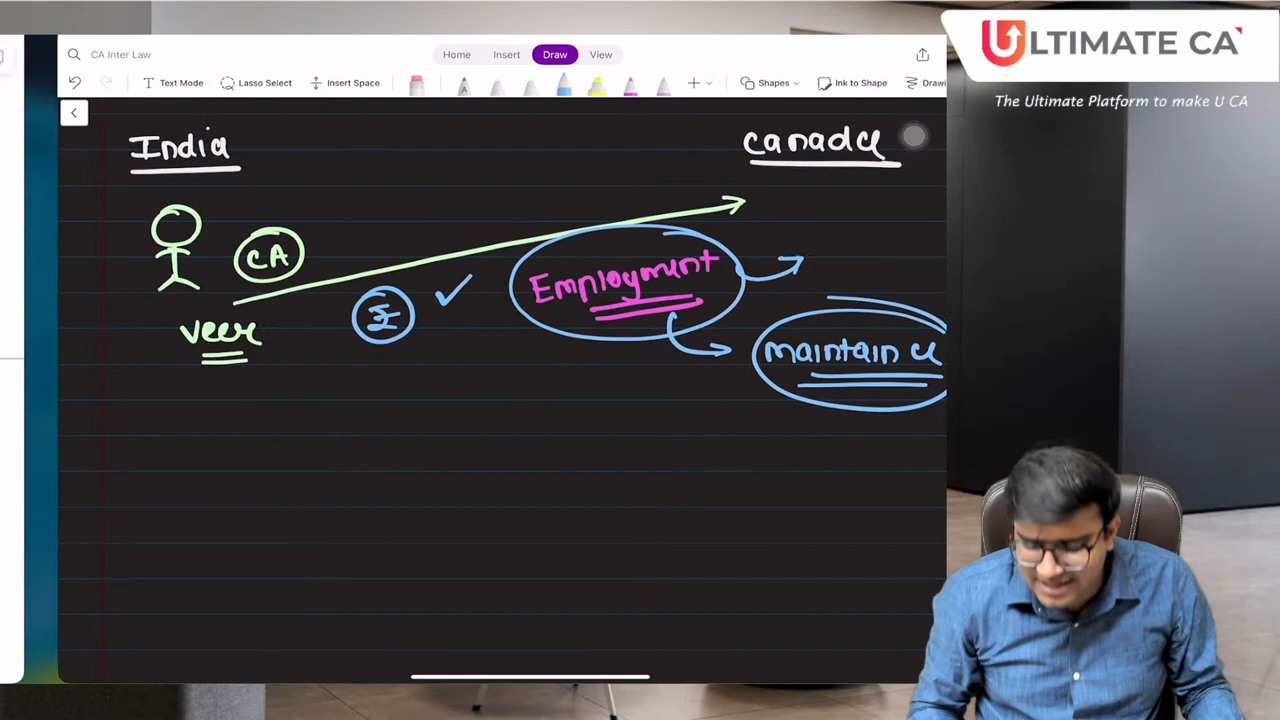 ULTIMATE CA
The Ultimate Platform to make U CA
CA Inter Law
Home Insert Draw View
Text Mode Lasso Select Insert Space Shapes Ink to Shape Drawi
India
Canada
CA
Employment
₹
veer
maintain